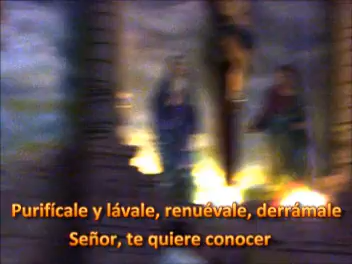 Purifícale y lávale, renuévale, derrámale
Señor, te quiere conocer